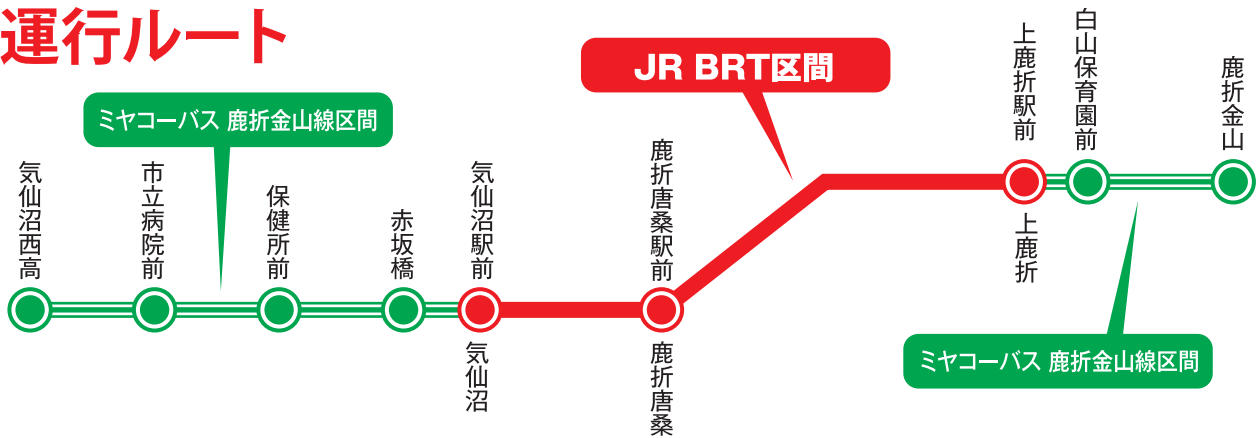 運行ルート
JR BRT区間
ミヤコーバス 鹿折金山線区間
気仙沼西高
市立病院前
保健所前
赤坂橋
気仙沼駅前
鹿折唐桑駅前
上鹿折駅前
白山保育園前
鹿折金山
気仙沼
鹿折唐桑
上鹿折
ミヤコーバス 鹿折金山線区間